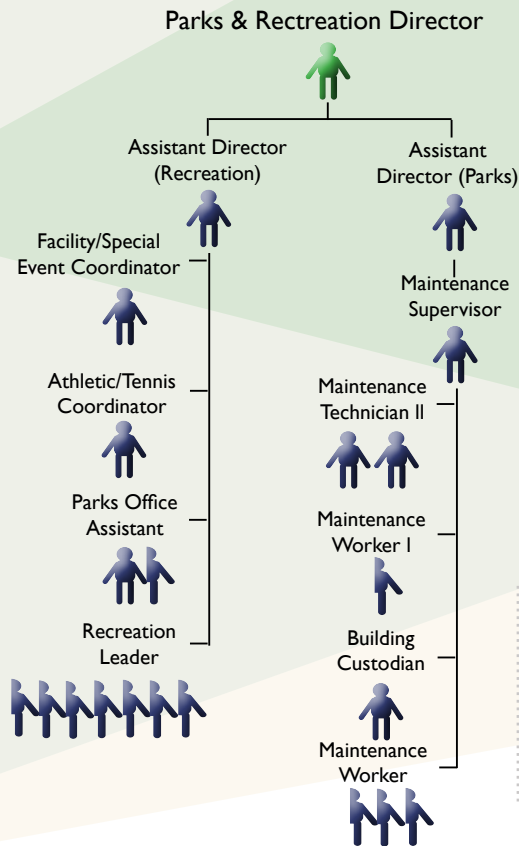 Parks & Rectreation Director
Assistant Director
(Recreation)
Assistant
Director (Parks)
Facility/Special
Event Coordinator
Maintenance
Supervisor
Athletic/Tennis
Coordinator
Maintenance
Technician II
Parks Office
Assistant
Maintenance
Worker I
Recreation
Leader
Building
Custodian
Maintenance
Worker